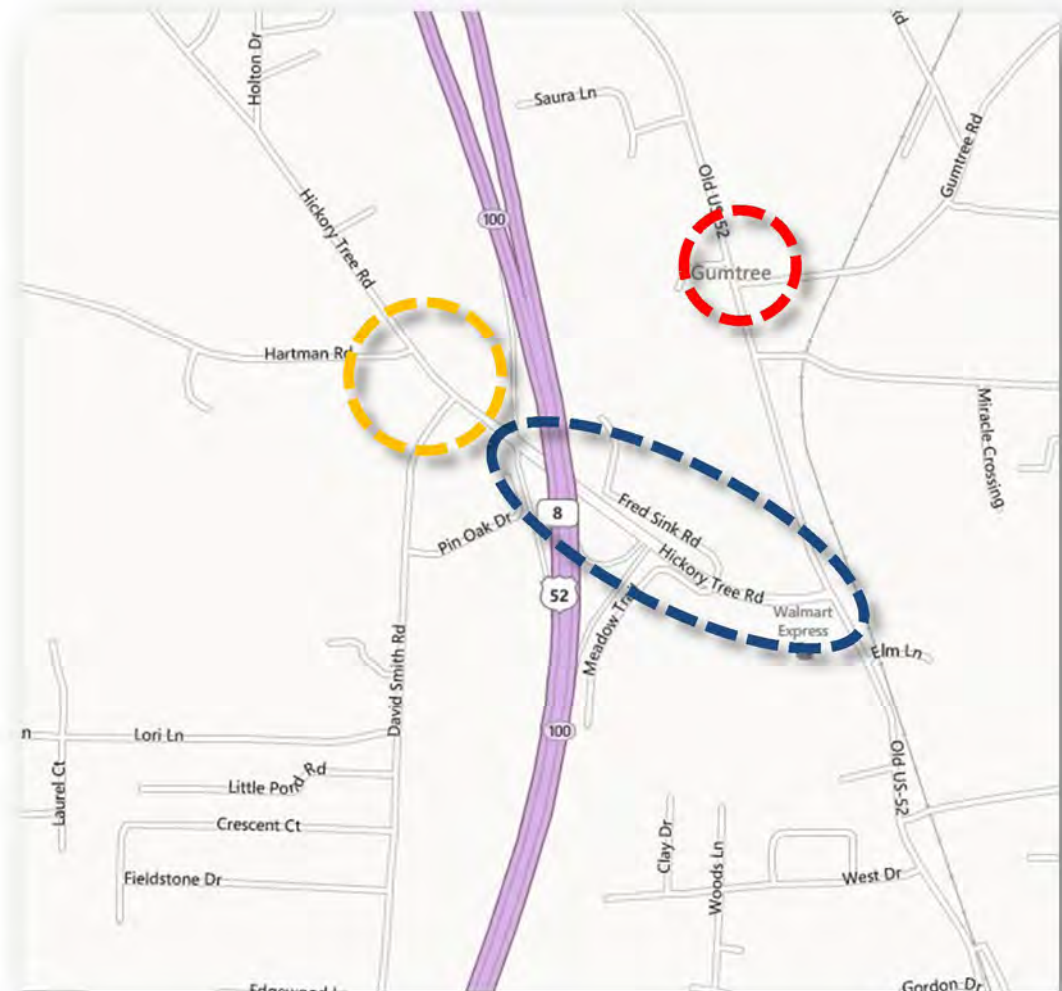 Holton Dr
Rd
Saura Ln
Gumtree Rd
Old US-52
Hickory Tree Rd
100
Gumtree
Hartman Rd
Miracle Crossing
8
Fred Sink Rd
Pin Oak Dr
Hickory Tree Rd
52
Walmart
Express
Meadow Trail
Elm Ln
David Smith Rd
n
Lori Ln
100
Old US-52
Little Pond Rd
Laurel Ct
Crescent Ct
Clay Dr
Woods Ln
West Dr
Fieldstone Dr
Gordon Dr